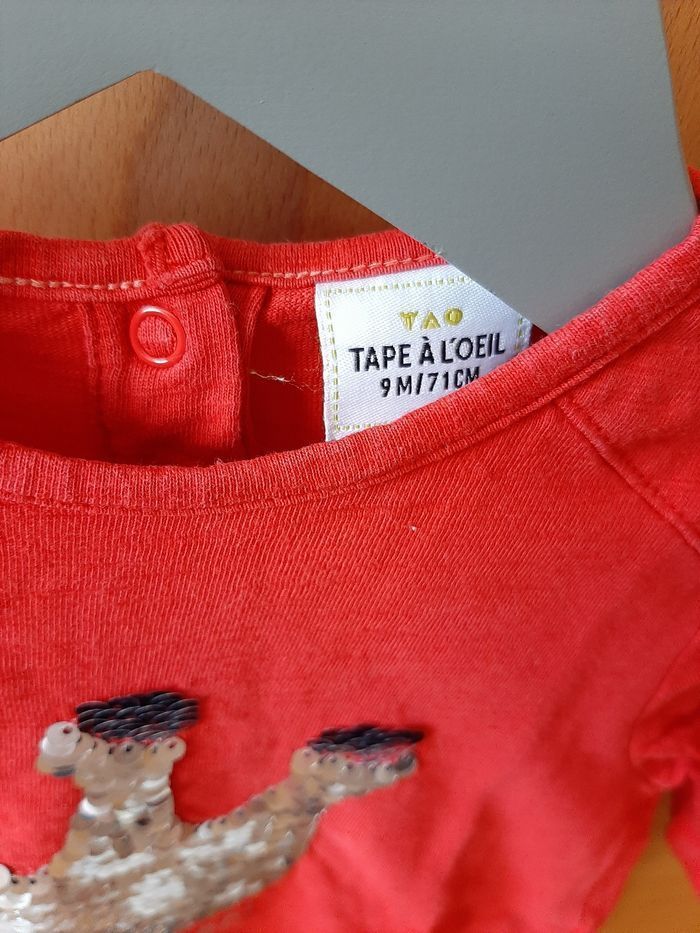 TAO
TAPE À L'OEIL
9M/71CM